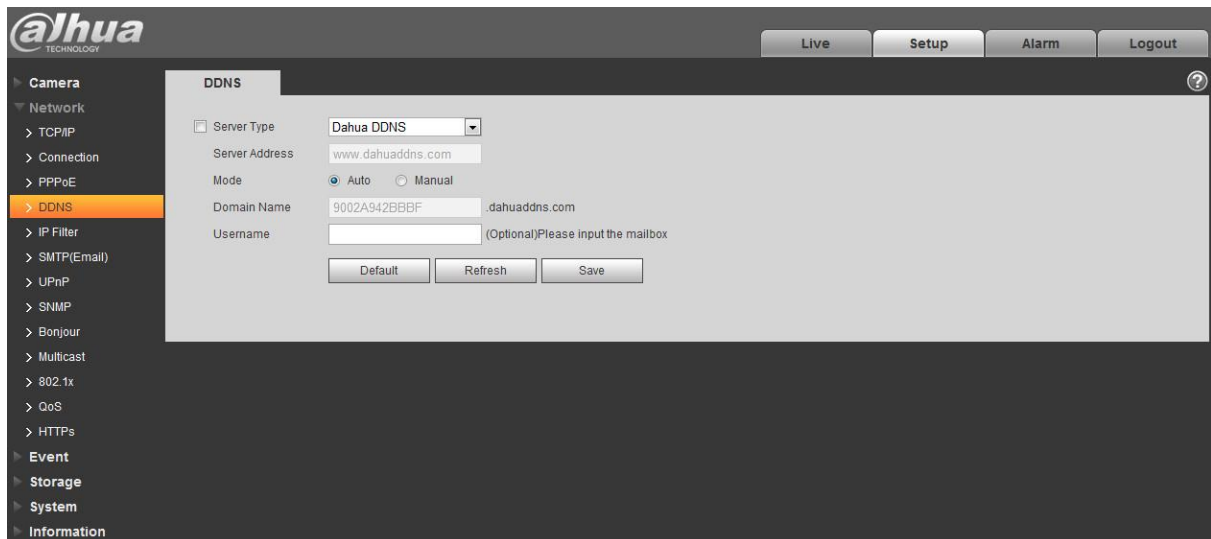 alhua
TECHNOLOGY
Live
Setup
Alarm
Logout
Camera
Network
TCP/IP
Connection
PPPoE
DDNS
IP Filter
SMTP(Email)
UPnP
SNMP
Bonjour
Multicast
802.1x
QoS
HTTPs
Event
Storage
System
Information
DDNS
?
Server Type Dahua DDNS
Server Address www.dahuaddns.com
Mode Auto Manual
Domain Name 9002A942BBBF .dahuaddns.com
Username (Optional)Please input the mailbox
Default Refresh Save